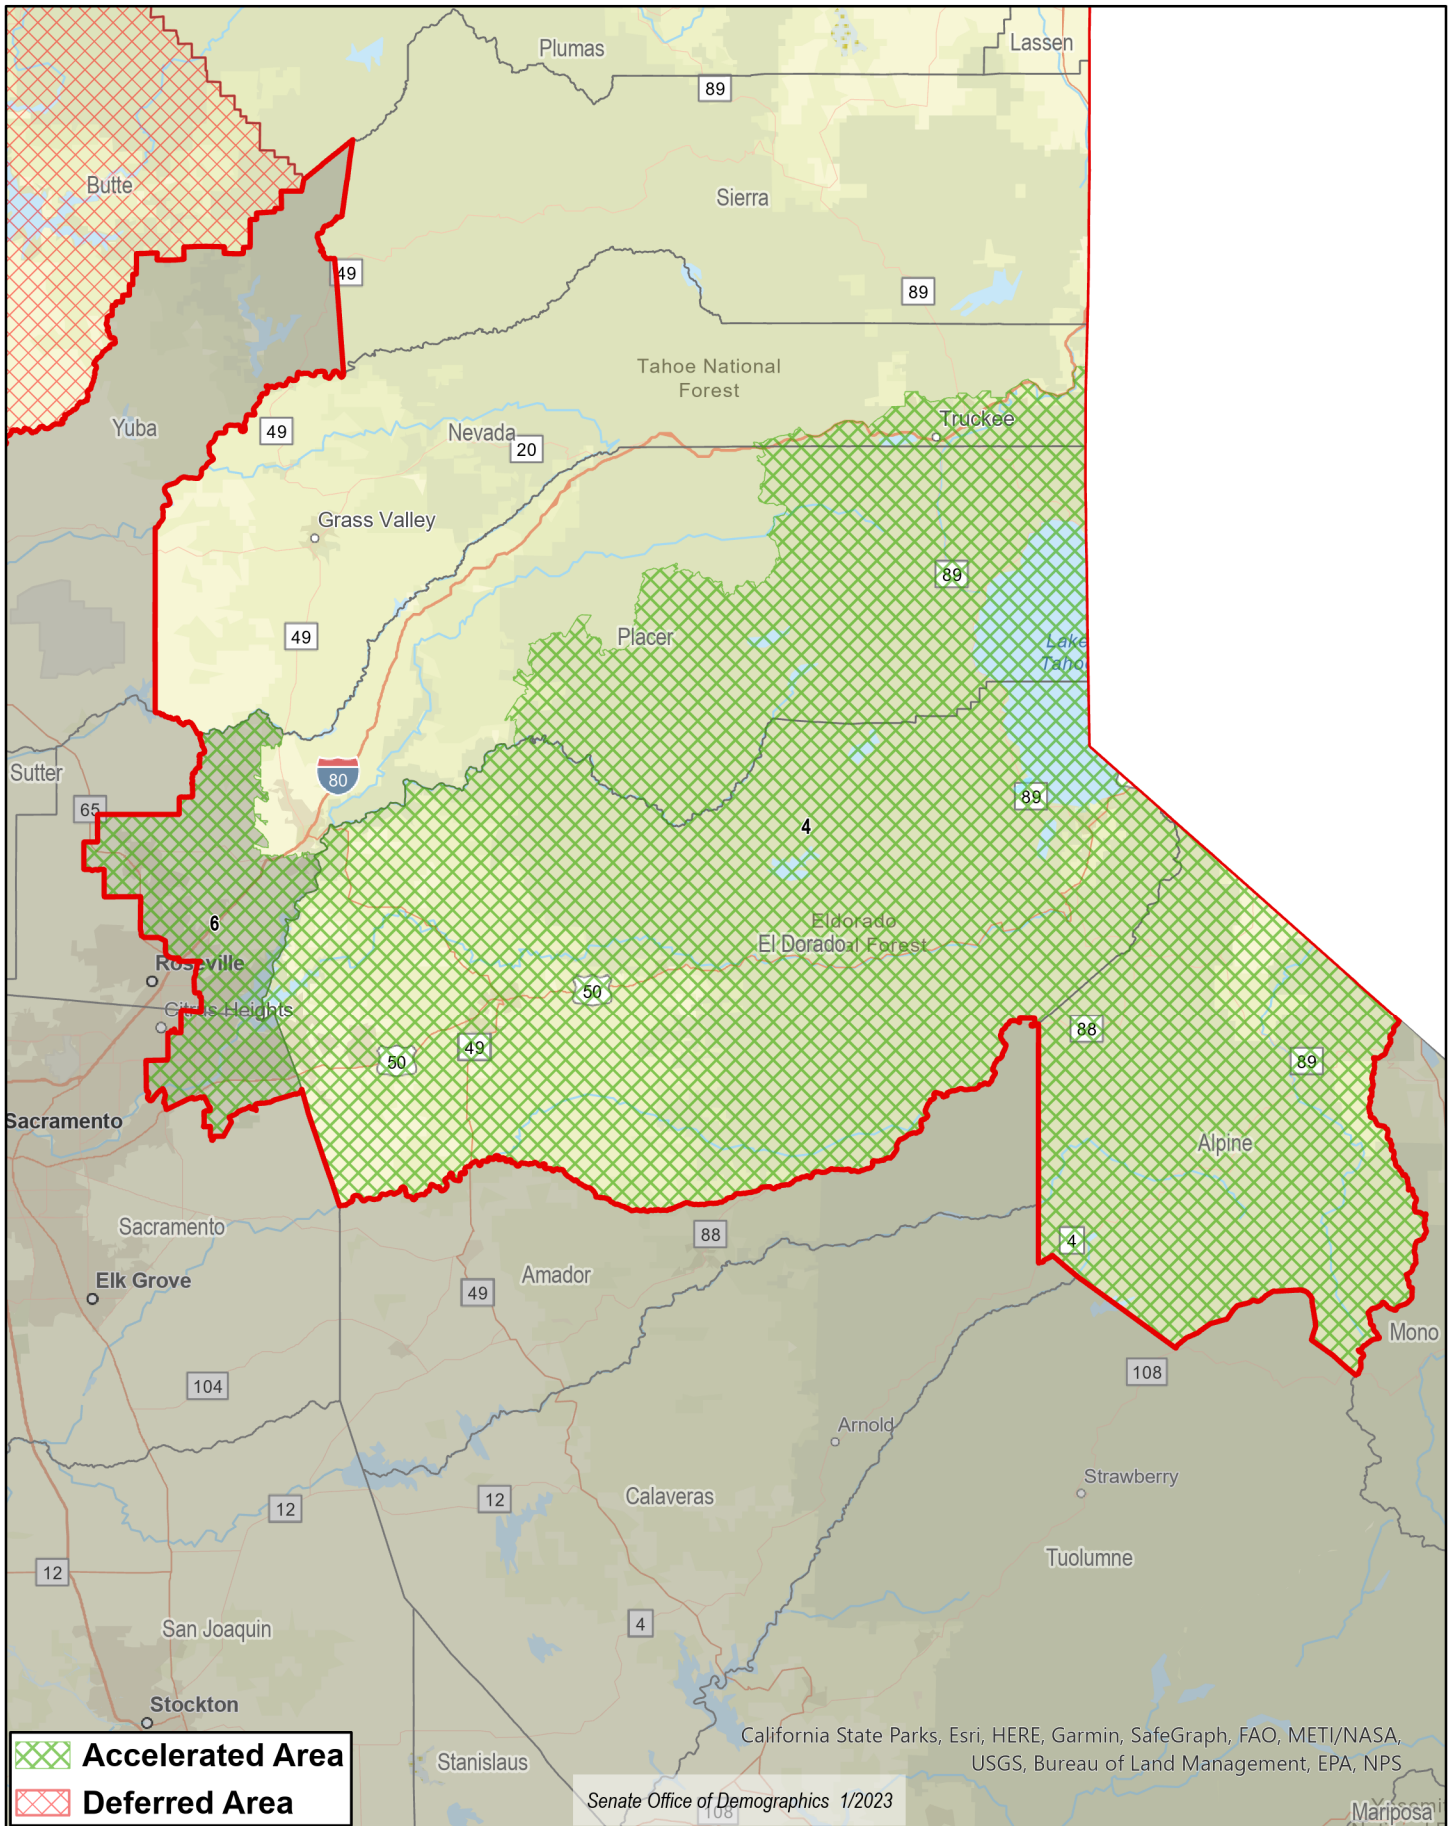 Plumas
Lassen
89
Butte
Sierra
49
89
Tahoe National
Forest
Truckee
Yuba
49
Nevada
20
Grass Valley
89
49
Placer
Lake
Tahoe
Sutter
80
65
89
4
6
Eldorado
El Dorado
al Forest
Roseville
50
Citrus Heights
88
49
50
89
Sacramento
Alpine
Sacramento
88
4
Elk Grove
Amador
49
Mono
104
108
Arnold
Strawberry
12
12
Calaveras
Tuolumne
12
San Joaquin
4
Stockton
California State Parks, Esri, HERE, Garmin, SafeGraph, FAO, METI/NASA,
USGS, Bureau of Land Management, EPA, NPS
Accelerated Area
Stanislaus
Deferred Area
Senate Office of Demographics 1/2023
108
Mariposa